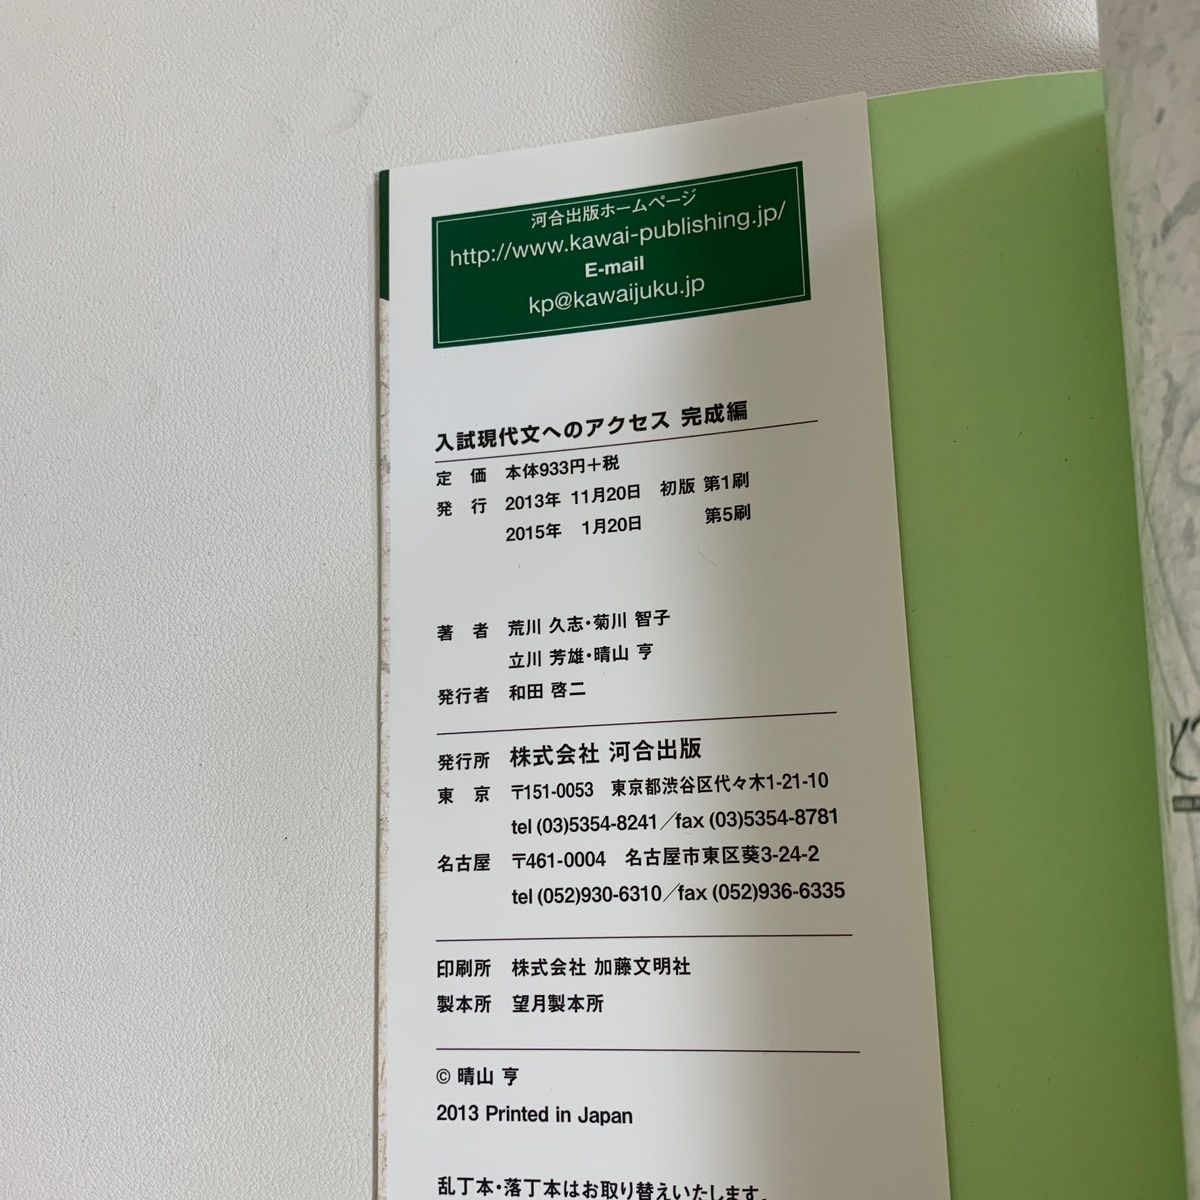 河合出版ホームページ
http://www.kawai-publishing.jp/
E-mail
kp@kawaijuku.jp
入試現代文へのアクセス 完成編
定 価 本体933円+税
発 行 2013年 11月20日 初版 第1刷
2015年 1月20日 第5刷
著 者 荒川 久志・菊川 智子
立川 芳雄・晴山 亨
発行者 和田 啓二
発行所 株式会社 河合出版
東 京 〒151-0053 東京都渋谷区代々木1-21-10
tel (03)5354-8241/fax (03)5354-8781
名古屋 〒461-0004 名古屋市東区葵3-24-2
tel (052)930-6310/fax (052)936-6335
印刷所 株式会社 加藤文明社
製本所 望月製本所
© 晴山 亨
2013 Printed in Japan
乱丁本・落丁本はお取り替えいたします。